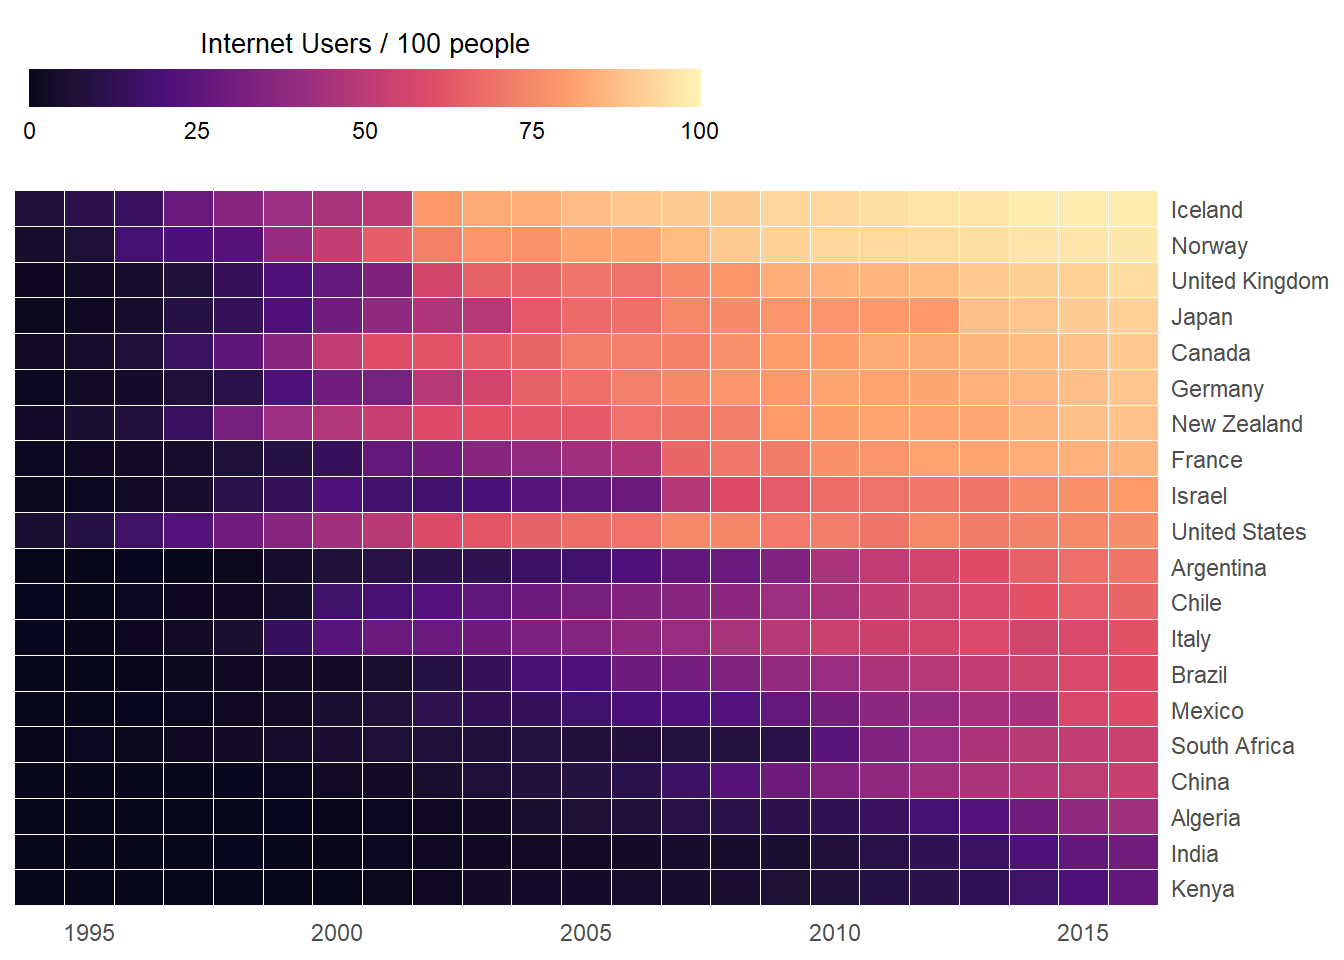 Internet Users / 100 people
0 25 50 75 100
Iceland
Norway
United Kingdom
Japan
Canada
Germany
New Zealand
France
Israel
United States
Argentina
Chile
Italy
Brazil
Mexico
South Africa
China
Algeria
India
Kenya
1995 2000 2005 2010 2015